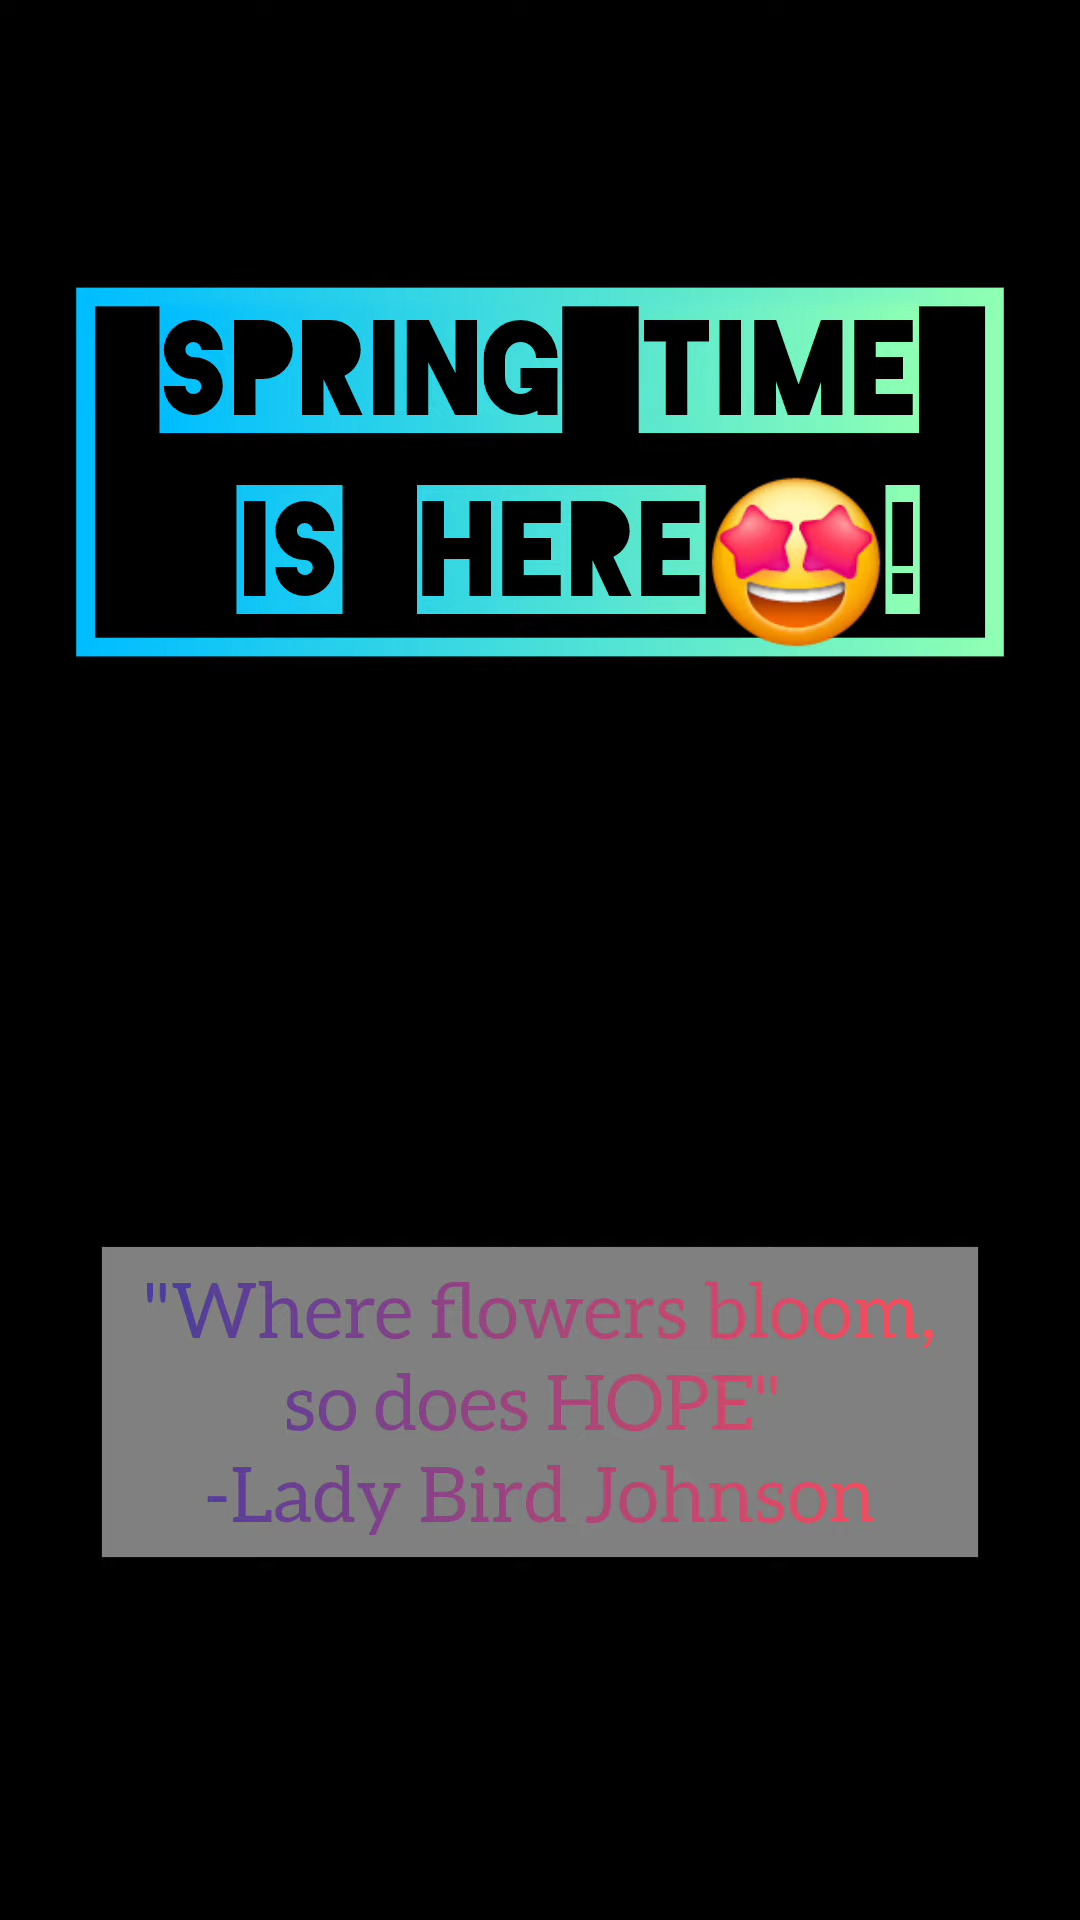 SPRING TIME
IS HERE🤩!
"Where flowers bloom,
so does HOPE"
-Lady Bird Johnson